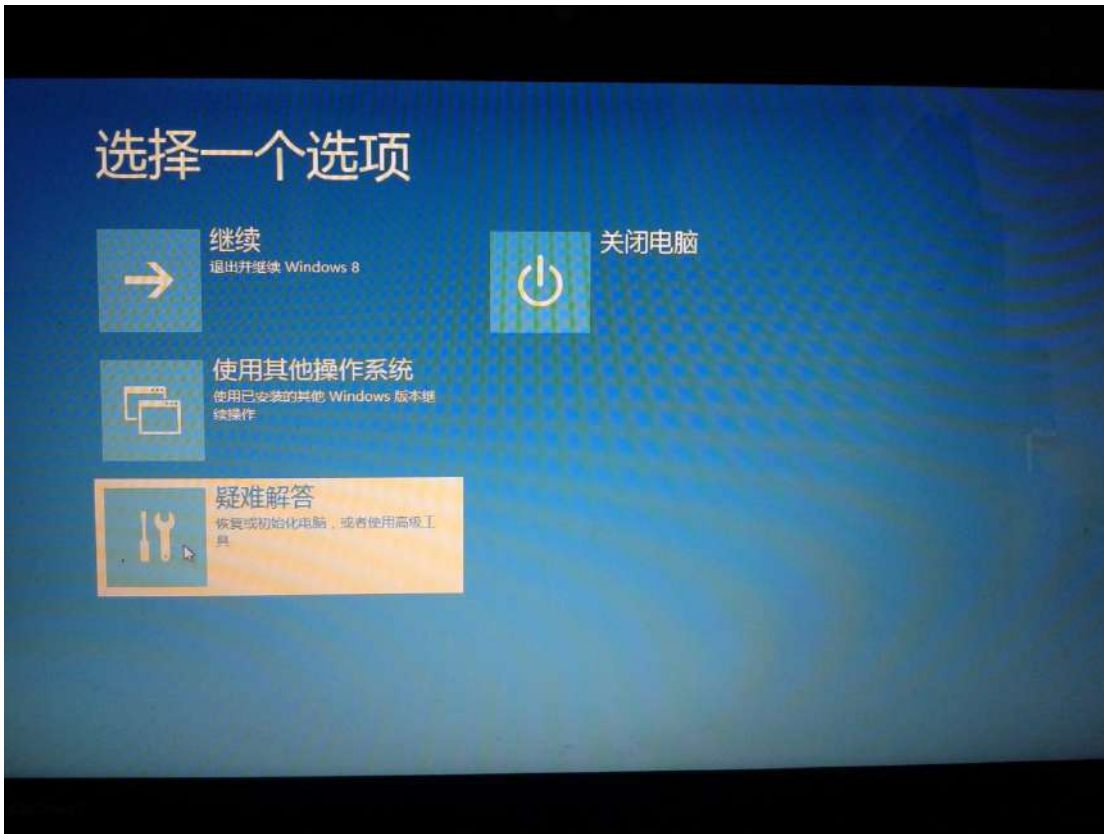 选择一个选项
继续
退出并继续 Windows 8
关闭电脑
使用其他操作系统
使用已安装的其他 Windows 版本继
续操作
疑难解答
恢复或初始化电脑，或者使用高级工
具